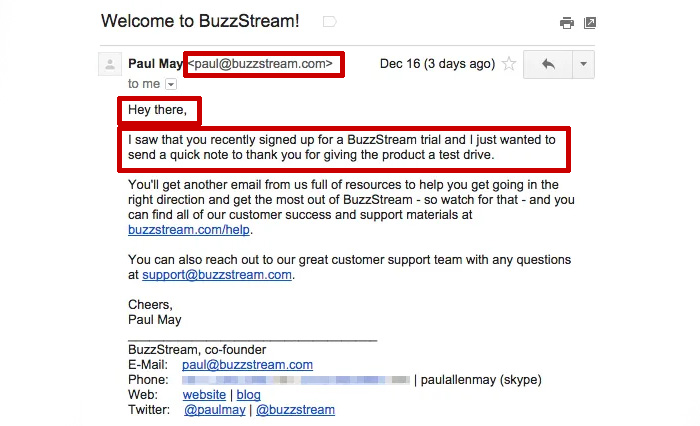 Welcome to BuzzStream!
Paul May <paul@buzzstream.com> Dec 16 (3 days ago)
to me
Hey there,
I saw that you recently signed up for a BuzzStream trial and I just wanted to
send a quick note to thank you for giving the product a test drive.
You'll get another email from us full of resources to help you get going in the
right direction and get the most out of BuzzStream - so watch for that - and you
can find all of our customer success and support materials at
buzzstream.com/help.
You can also reach out to our great customer support team with any questions
at support@buzzstream.com.
Cheers,
Paul May
BuzzStream, co-founder
E-Mail: paul@buzzstream.com
Phone: | paulallenmay (skype)
Web: website | blog
Twitter: @paulmay | @buzzstream